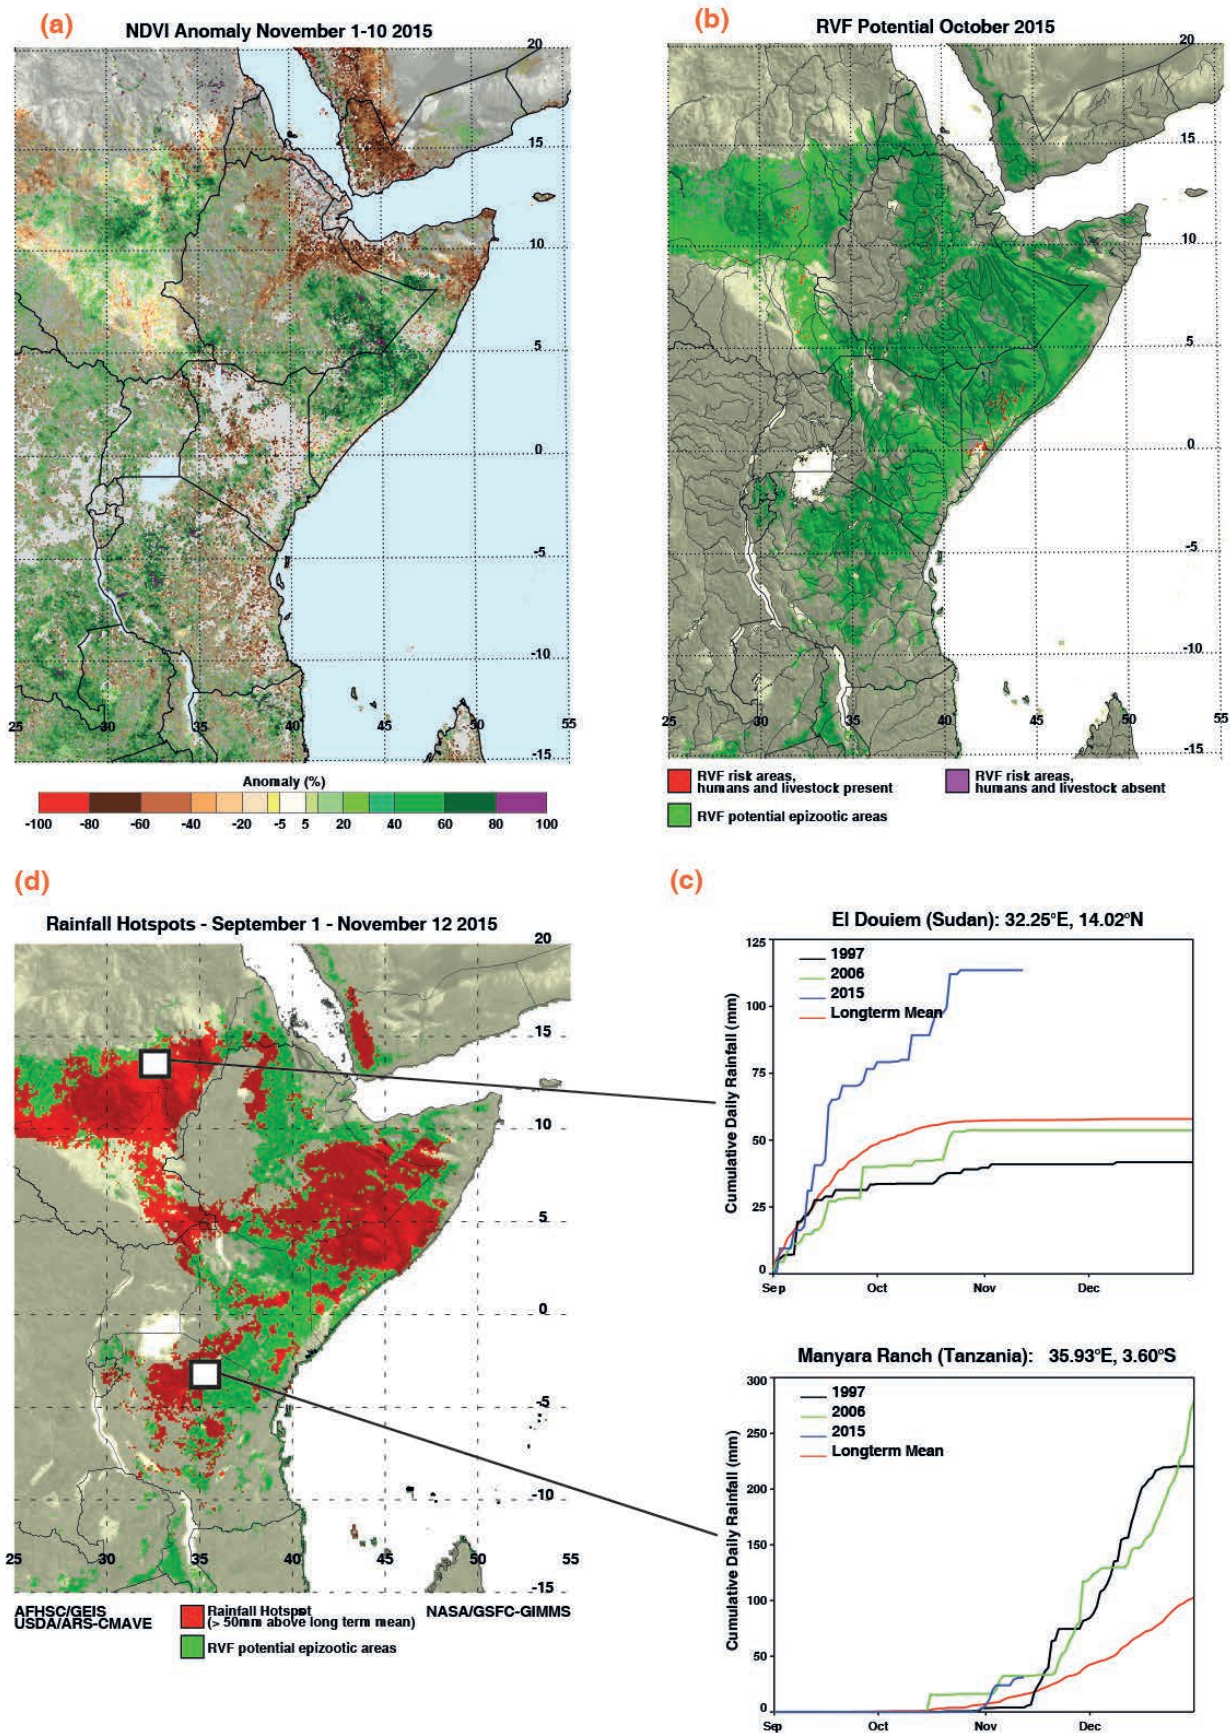 (a)
NDVI Anomaly November 1-10 2015
20
15
10
5
0
-5
-10
25 30 35 40 45 50 55
-15
Anomaly (%)
-100 -80 -60 -40 -20 -5 5 20 40 60 80 100
(b)
RVF Potential October 2015
20
15
10
5
0
-5
-10
25 30 35 40 45 50 55
-15
RVF risk areas,
humans and livestock present
RVF risk areas,
humans and livestock absent
RVF potential epizootic areas
(d)
Rainfall Hotspots - September 1 - November 12 2015
20
15
10
5
0
-5
-10
25 30 35 40 45 50 55
-15
AFHSC/GEIS
USDA/ARS-CMAVE
Rainfall Hotspot
(> 50mm above long term mean)
RVF potential epizootic areas
NASA/GSFC-GIMMS
(c)
El Douiem (Sudan): 32.25°E, 14.02°N
Cumulative Daily Rainfall (mm)
125
100
75
50
25
0
1997
2006
2015
Longterm Mean
Sep Oct Nov Dec
Manyara Ranch (Tanzania): 35.93°E, 3.60°S
Cumulative Daily Rainfall (mm)
300
250
200
150
100
50
0
1997
2006
2015
Longterm Mean
Sep Oct Nov Dec